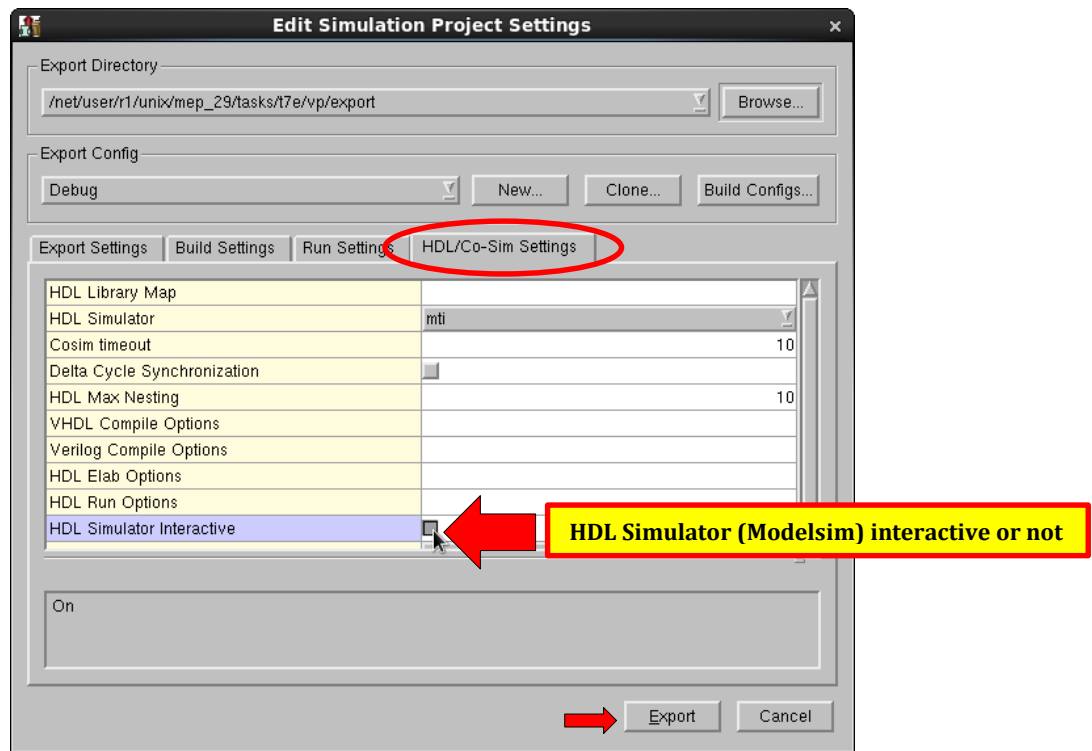 Edit Simulation Project Settings
Export Directory
/net/user/r1/unix/mep_29/tasks/t7e/vp/export
Browse...
Export Config
Debug
New...
Clone...
Build Configs...
Export Settings
Build Settings
Run Settings
HDL/Co-Sim Settings
HDL Library Map
HDL Simulator
mti
Cosim timeout
10
Delta Cycle Synchronization
HDL Max Nesting
10
VHDL Compile Options
Verilog Compile Options
HDL Elab Options
HDL Run Options
HDL Simulator Interactive
HDL Simulator (Modelsim) interactive or not
On
Export
Cancel